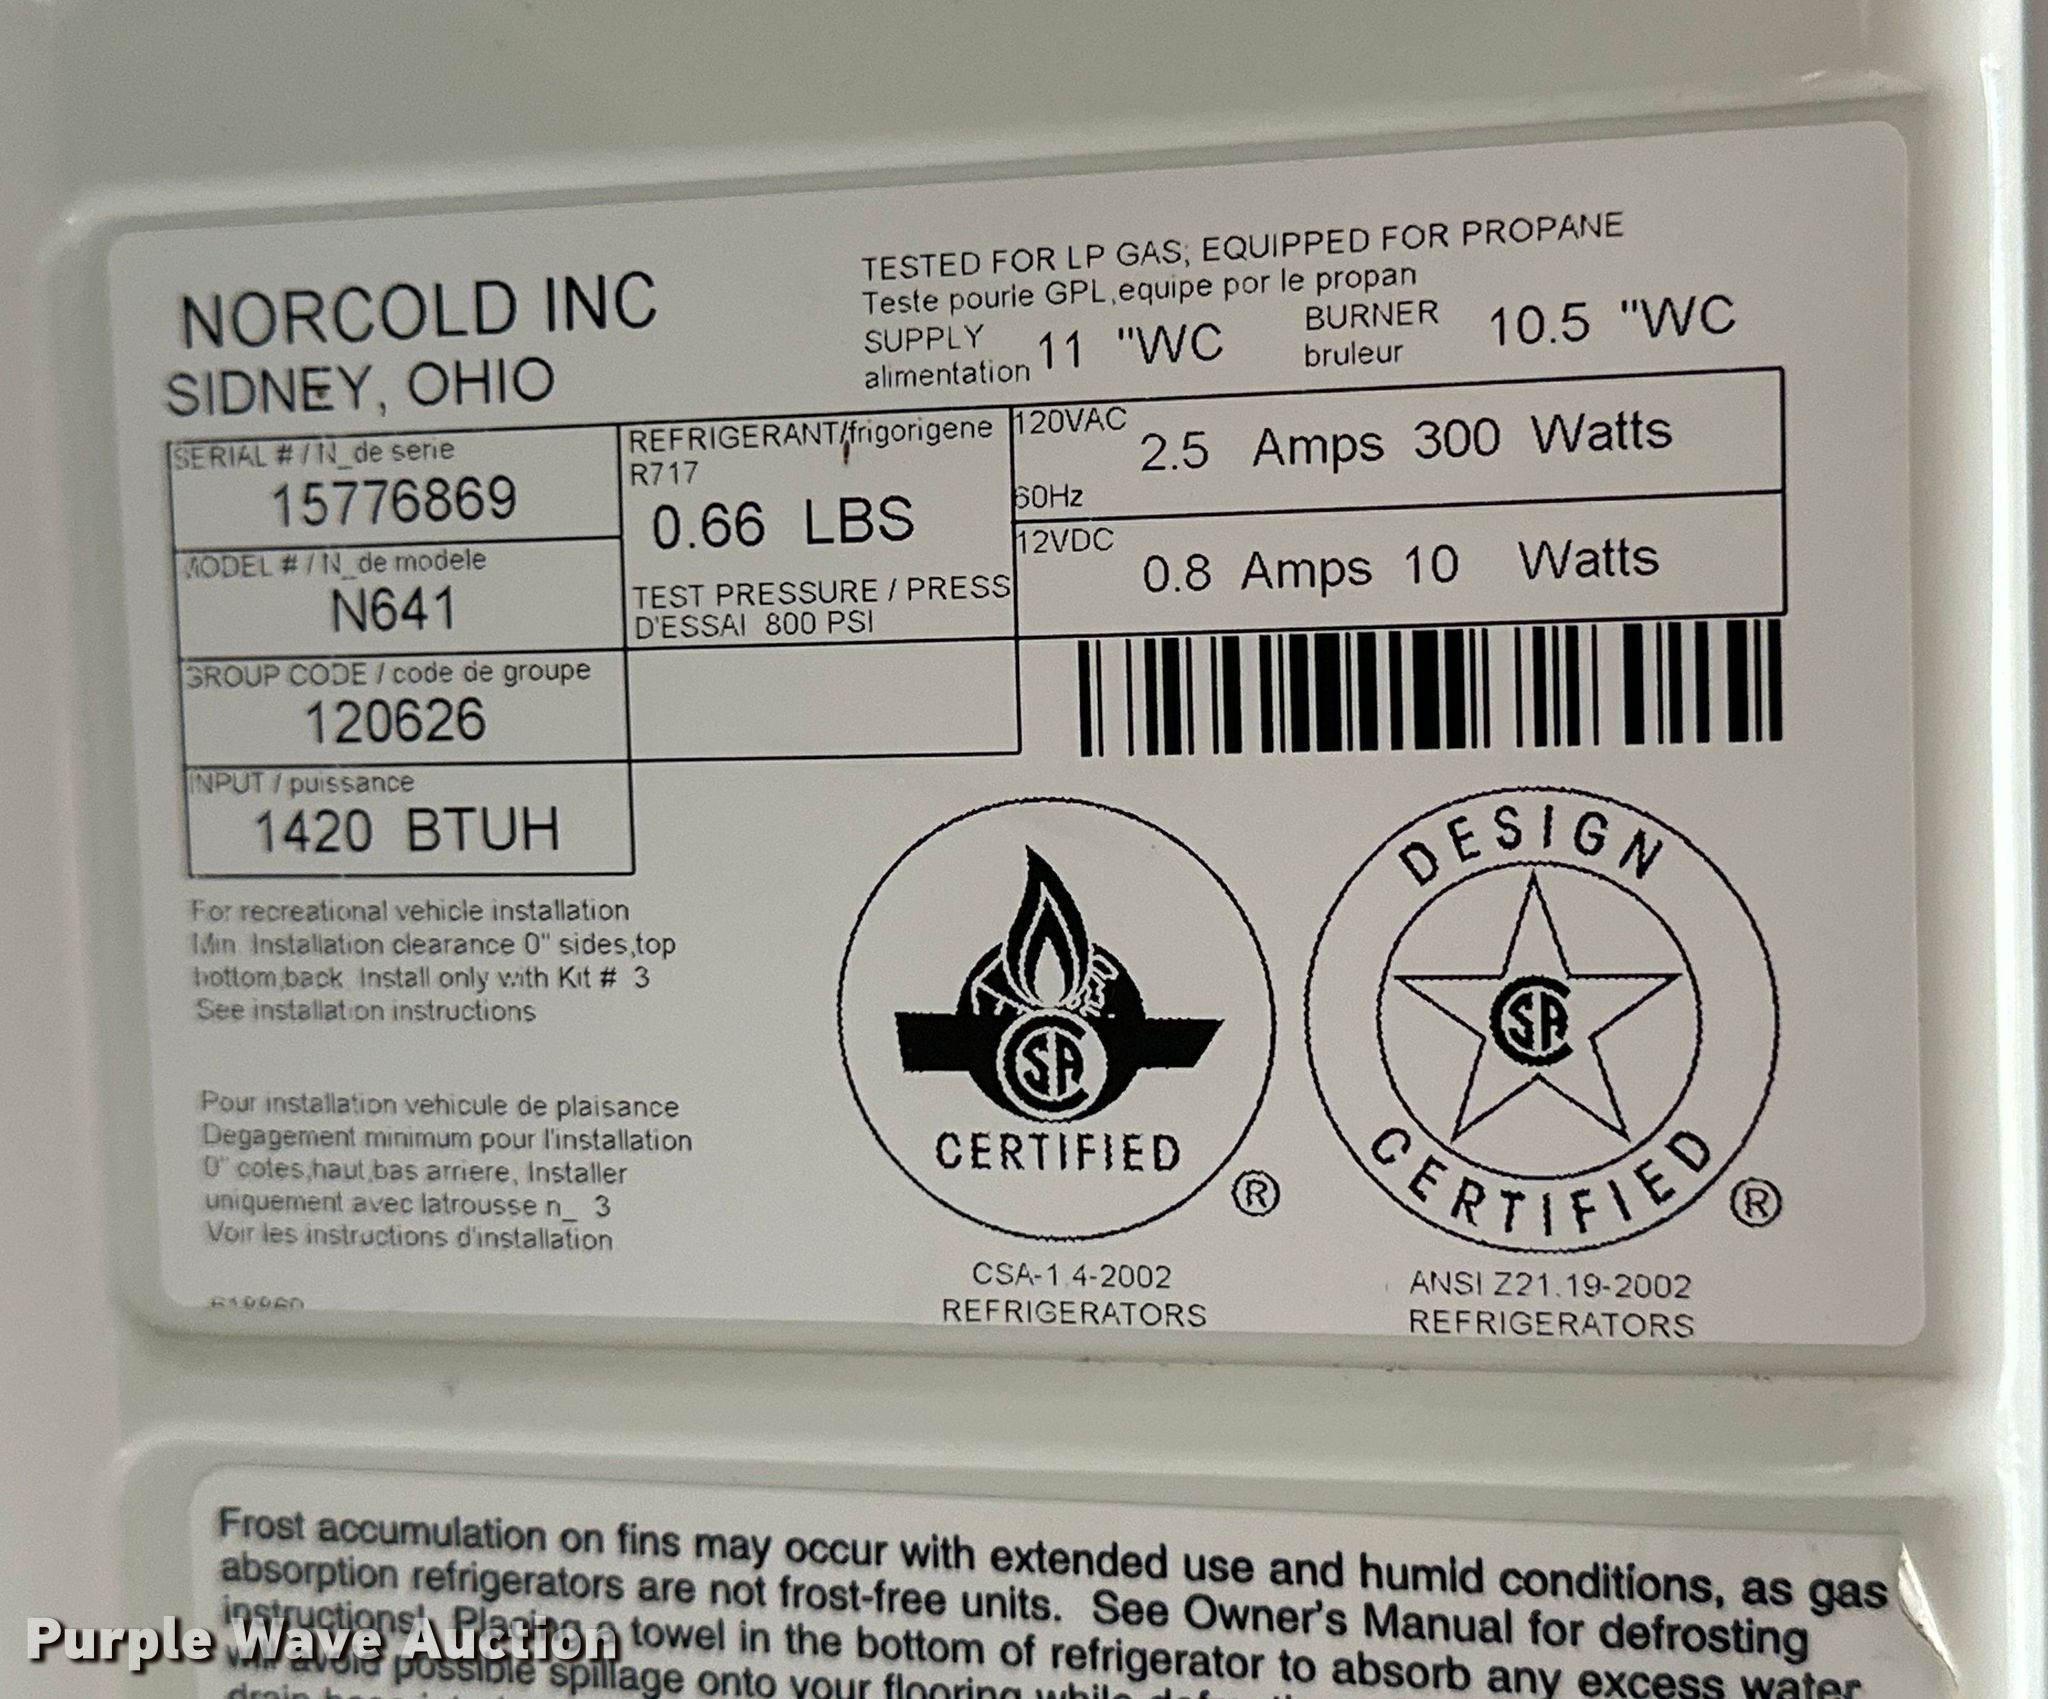 NORCOLD INC
SIDNEY, OHIO
TESTED FOR LP GAS; EQUIPPED FOR PROPANE
Teste pourle GPL,equipe por le propan
SUPPLY
alimentation
11 "WC
BURNER
bruleur
10.5 "WC
SERIAL # / N_de serie
15776869
MODEL # / N_de modele
N641
GROUP CODE / code de groupe
120626
INPUT / puissance
1420 BTUH
REFRIGERANT/frigorigene
R717
0.66 LBS
TEST PRESSURE / PRESS
D'ESSAI 800 PSI
120VAC
60Hz
2.5 Amps 300 Watts
12VDC
0.8 Amps 10 Watts
For recreational vehicle installation
Min. Installation clearance 0" sides,top
bottom,back Install only with Kit # 3
See installation instructions
Pour installation vehicule de plaisance
Degagement minimum pour l'installation
0" cotes,haut,bas arriere, Installer
uniquement avec latrousse n_ 3
Voir les instructions d'installation
CSA
CERTIFIED
®
CSA-1.4-2002
REFRIGERATORS
DESIGN
CSA
CERTIFIED
®
ANSI Z21.19-2002
REFRIGERATORS
Frost accumulation on fins may occur with extended use and humid conditions, as gas
absorption refrigerators are not frost-free units. See Owner's Manual for defrosting
instructions! Placing a towel in the bottom of refrigerator to absorb any excess water
will avoid possible spillage onto your flooring while
Purple Wave Auction